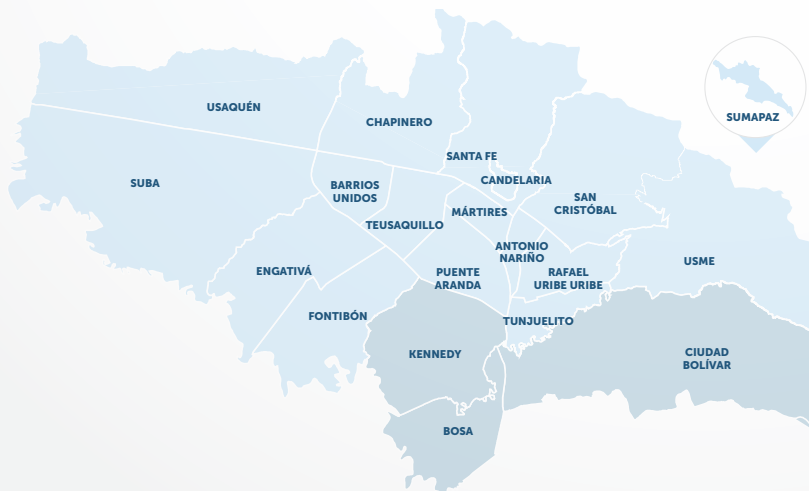 USAQUÉN
CHAPINERO
SUMAPAZ
SANTA FE
CANDELARIA
SUBA
BARRIOS
UNIDOS
SAN
CRISTÓBAL
MÁRTIRES
TEUSAQUILLO
ANTONIO
NARIÑO
USME
ENGATIVÁ
PUENTE
ARANDA
RAFAEL
URIBE URIBE
FONTIBÓN
TUNJUELITO
KENNEDY
CIUDAD
BOLÍVAR
BOSA